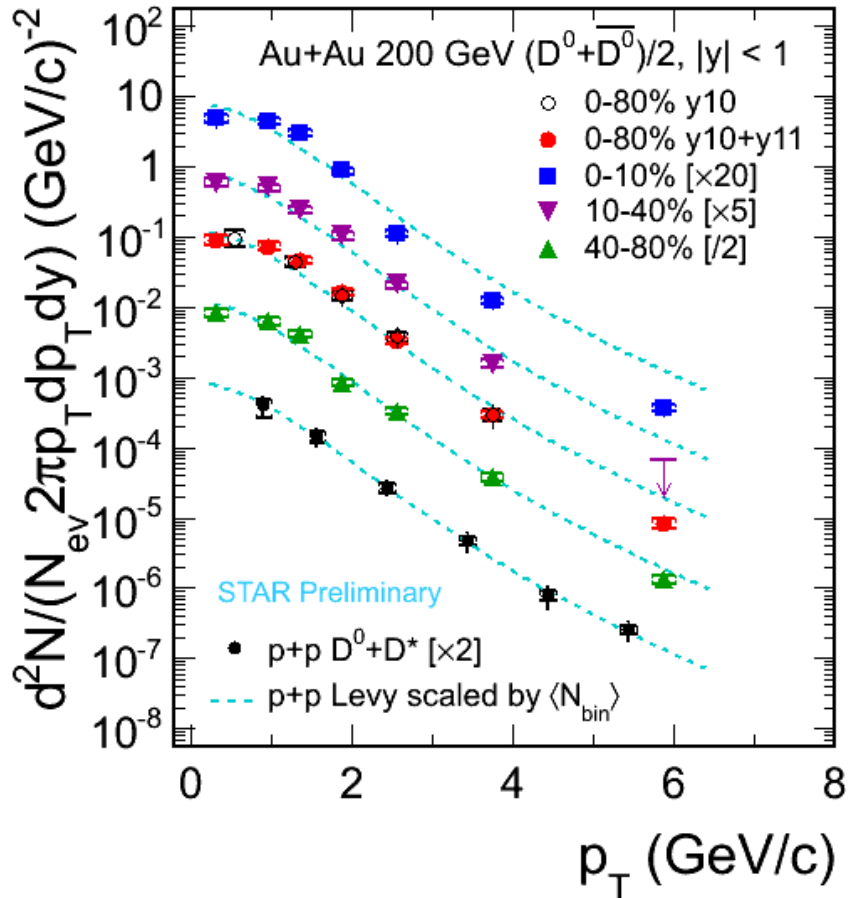 Au+Au 200 GeV (D⁰+D̅⁰)/2, |y| < 1
0-80% y10
0-80% y10+y11
0-10% [×20]
10-40% [×5]
40-80% [/2]
STAR Preliminary
p+p D⁰+D* [×2]
p+p Levy scaled by ⟨N_bin⟩
d²N/(N_ev 2πp_T dp_T dy) (GeV/c)⁻²
10²
10
1
10⁻¹
10⁻²
10⁻³
10⁻⁴
10⁻⁵
10⁻⁶
10⁻⁷
10⁻⁸
0 2 4 6 8
p_T (GeV/c)